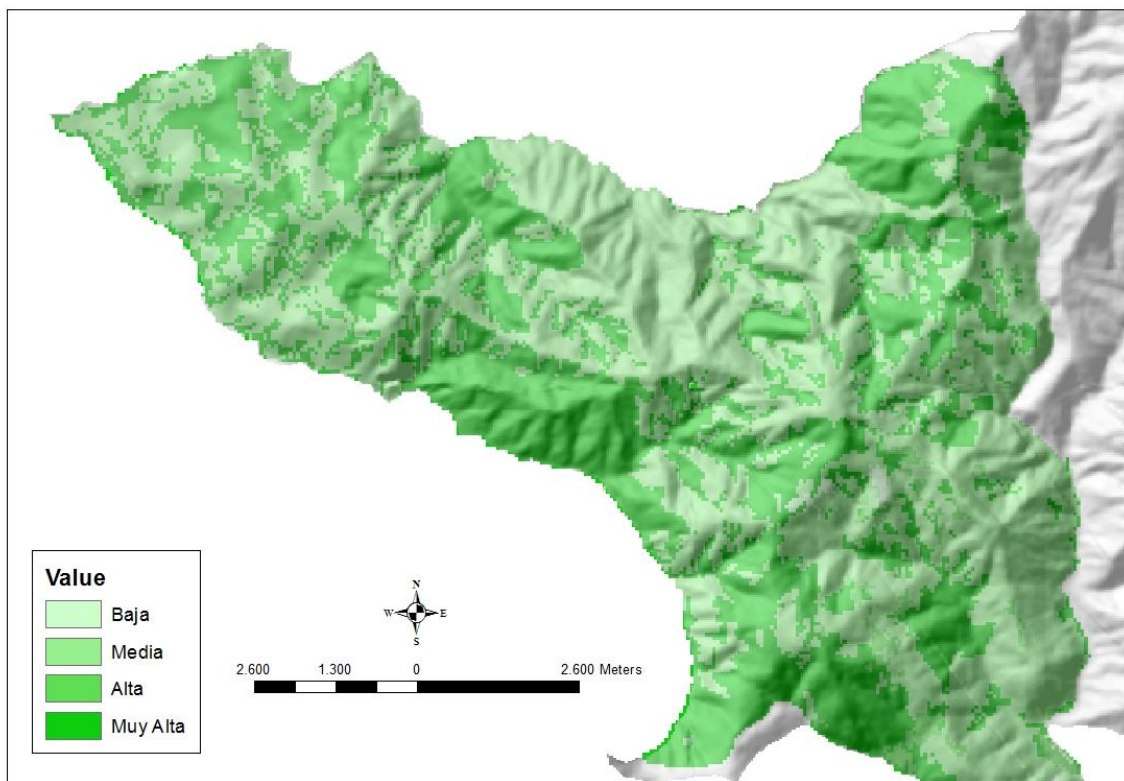 Value
Baja
Media
Alta
Muy Alta
N
W E
S
2.600 1.300 0 2.600 Meters